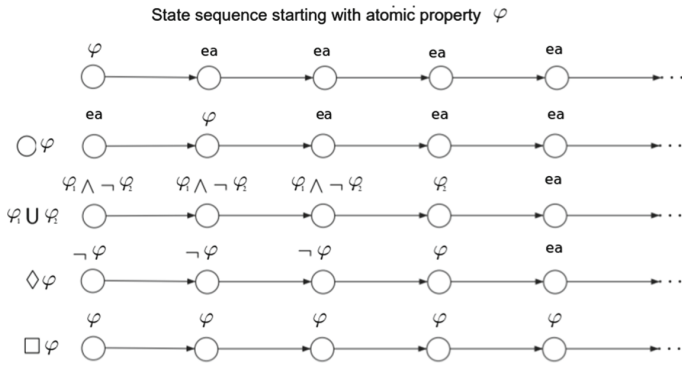 State sequence starting with atomic property φ
φ ea ea ea ea
ea φ ea ea ea
○φ
φ₁ ∧ ¬ φ₂ φ₁ ∧ ¬ φ₂ φ₁ ∧ ¬ φ₂ φ₂ ea
φ₁ U φ₂
¬ φ ¬ φ ¬ φ φ ea
◇φ
φ φ φ φ φ
□φ